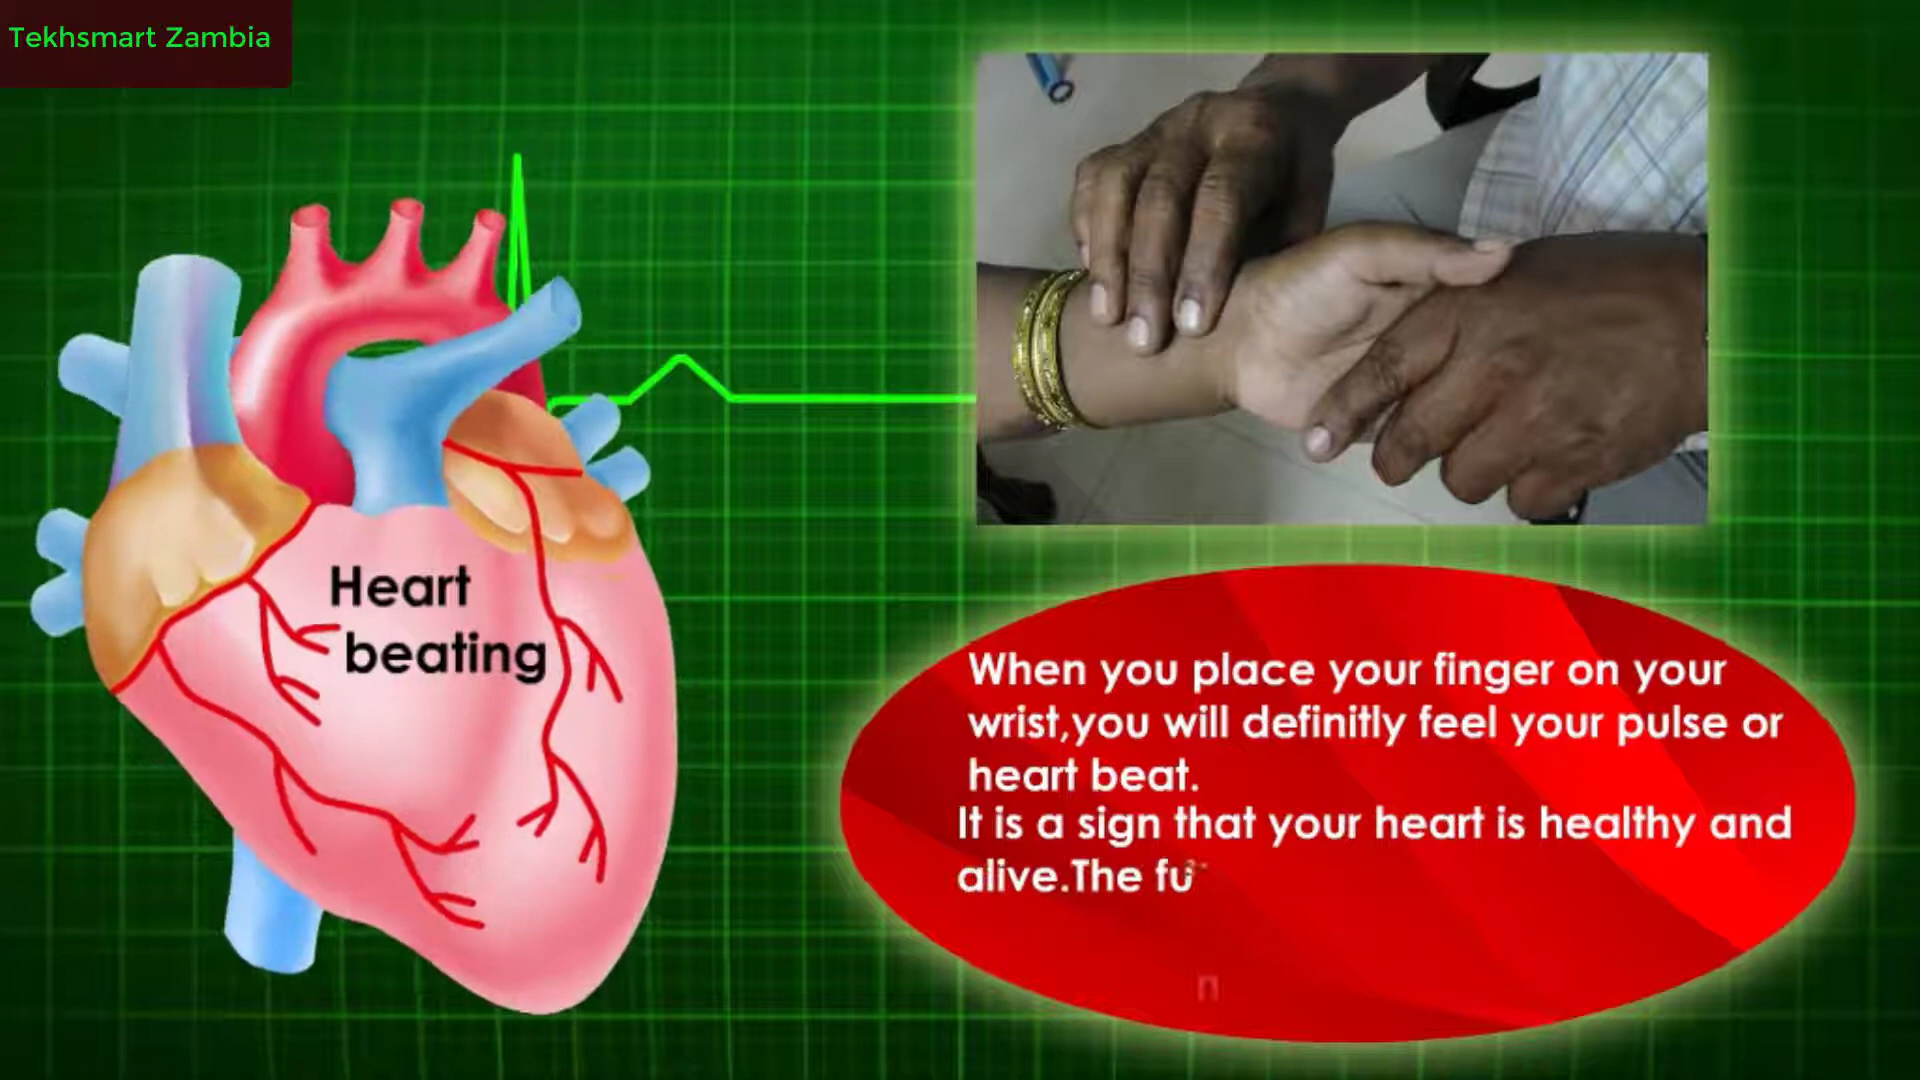 Tekhsmart Zambia
Heart
beating
When you place your finger on your
wrist,you will definitly feel your pulse or
heart beat.
It is a sign that your heart is healthy and
alive.The fu